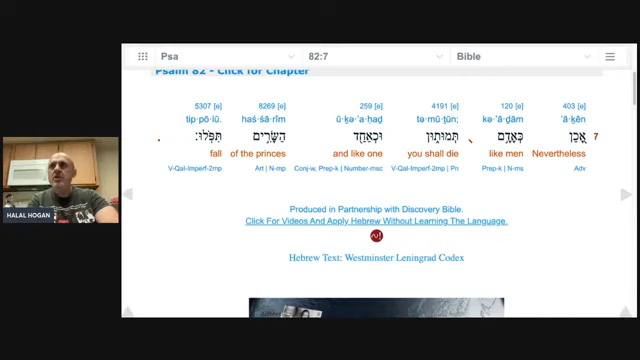 Psa
82:7
Bible
Psalm 82 - Click for Chapter
5307 [e] 8269 [e] 259 [e] 4191 [e] 120 [e] 403 [e]
tip·pō·lū. haś·śā·rîm ū·ḵə·’a·ḥaḏ tə·mū·ṯūn; kə·’ā·ḏām ’ā·ḵên
7 אָ֭כֵן כְּאָדָ֣ם תְּמוּת֑וּן וּכְאַחַ֖ד הַשָּׂרִ֣ים תִּפֹּֽלוּ׃
fall of the princes and like one you shall die like men Nevertheless
V-Qal-Imperf-2mp Art | N-mp Conj-w, Prep-k | Number-msc V-Qal-Imperf-2mp | Pn Prep-k | N-ms Adv
Produced in Partnership with Discovery Bible.
Click For Videos And Apply Hebrew Without Learning The Language.
Hebrew Text: Westminster Leningrad Codex
HALAL HOGAN